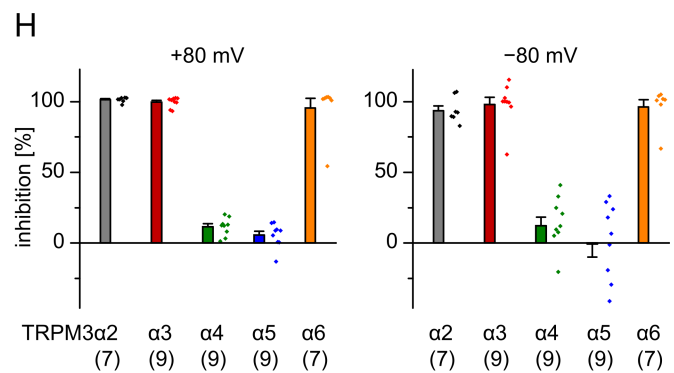 H
+80 mV
−80 mV
inhibition [%]
100
50
0
100
50
0
TRPM3α2 α3 α4 α5 α6
(7) (9) (9) (9) (7)
α2 α3 α4 α5 α6
(7) (9) (9) (9) (7)